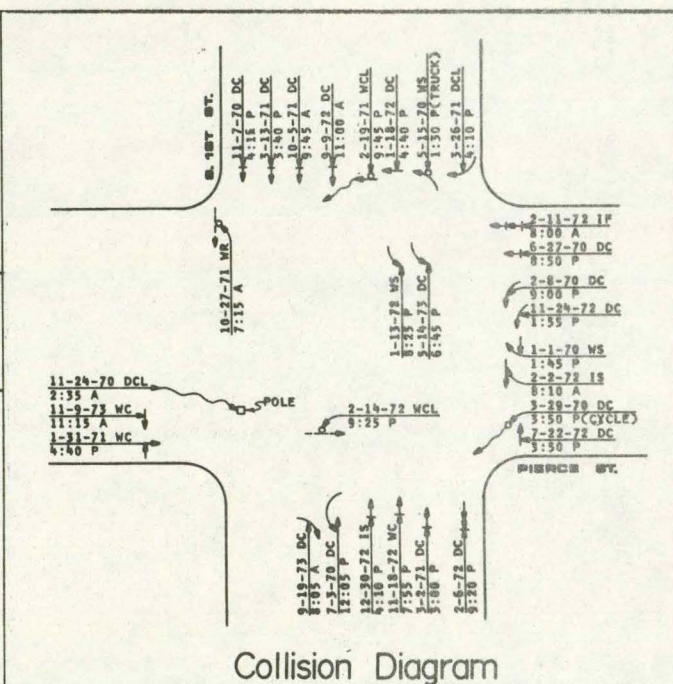 S. 1ST ST.
11-7-70 DC
4:15 P
3-13-71 DC
5:40 P
10-5-71 DC
9:45 A
9-9-72 DC
11:00 A
2-19-71 WCL
9:45 P
1-18-72 DC
4:40 P
5-15-70 WS
1:30 P(TRUCK)
3-26-71 DCL
4:10 P
2-11-72 IF
8:00 A
6-27-70 DC
8:50 P
2-8-70 DC
9:00 P
11-24-72 DC
1:55 P
1-1-70 WS
1:45 P
2-2-72 IS
8:10 A
3-29-70 DC
3:50 P(CYCLE)
7-22-72 DC
3:50 P
PIERCE ST.
10-27-71 WR
7:15 A
1-13-72 WS
8:25 P
5-14-73 DC
6:45 P
11-24-70 DCL
2:35 A
POLE
11-9-73 WC
11:15 A
1-31-71 WC
4:40 P
2-14-72 WCL
9:25 P
9-19-73 DC
8:05 A
7-3-70 DC
12:05 P
12-30-72 IS
4:10 P
11-18-72 WC
7:55 P
3-2-71 DC
3:00 P
2-6-72 DC
9:20 P
Collision Diagram